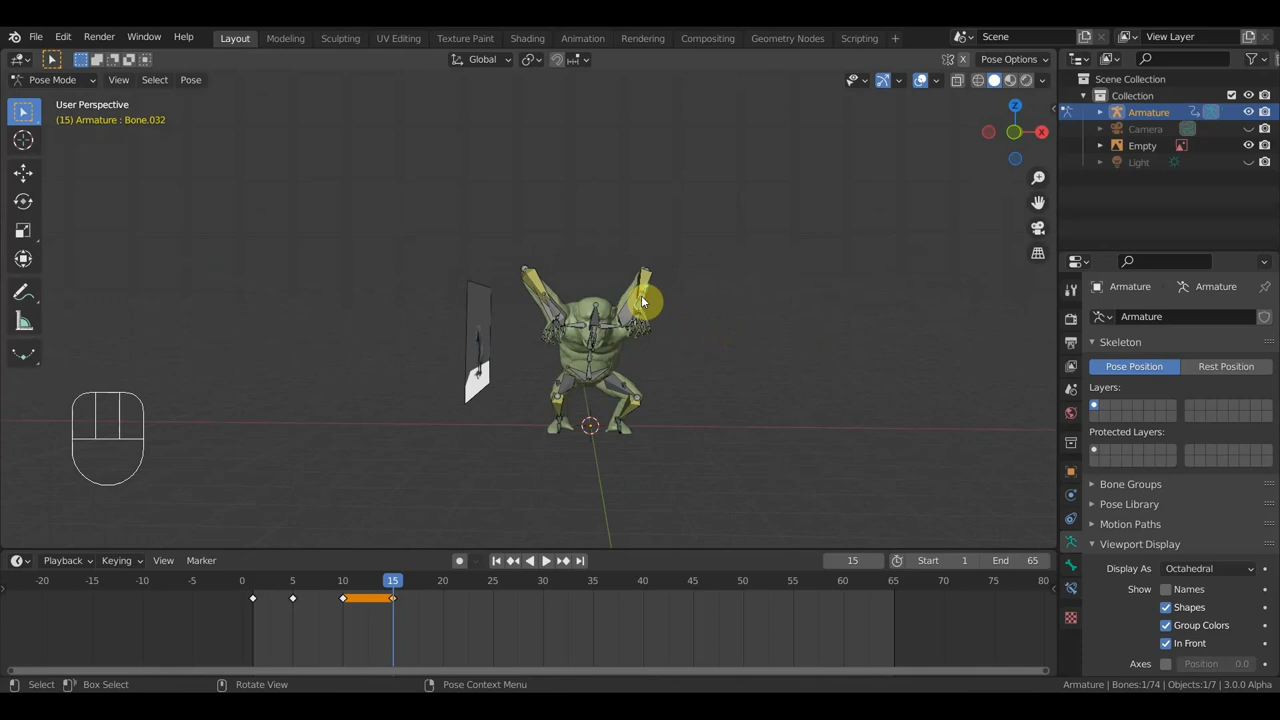 File Edit Render Window Help Layout Modeling Sculpting UV Editing Texture Paint Shading Animation Rendering Compositing Geometry Nodes Scripting + Scene View Layer
Global Pose Options
Pose Mode View Select Pose
User Perspective
(15) Armature : Bone.032
Z
X
Scene Collection
Collection
Armature
Camera
Empty
Light
Armature Armature
Armature
Skeleton
Pose Position Rest Position
Layers:
Protected Layers:
Bone Groups
Pose Library
Motion Paths
Viewport Display
Display As Octahedral
Show Names
Shapes
Group Colors
In Front
Axes Position 0.0
Playback Keying View Marker 15 Start 1 End 65
-20 -10 0 5 10 15 20 25 30 35 40 45 50 55 60 65 70 75 80
Select Box Select Rotate View Pose Context Menu Armature | Bones:1/74 | Objects:1/7 | 3.0.0 Alpha